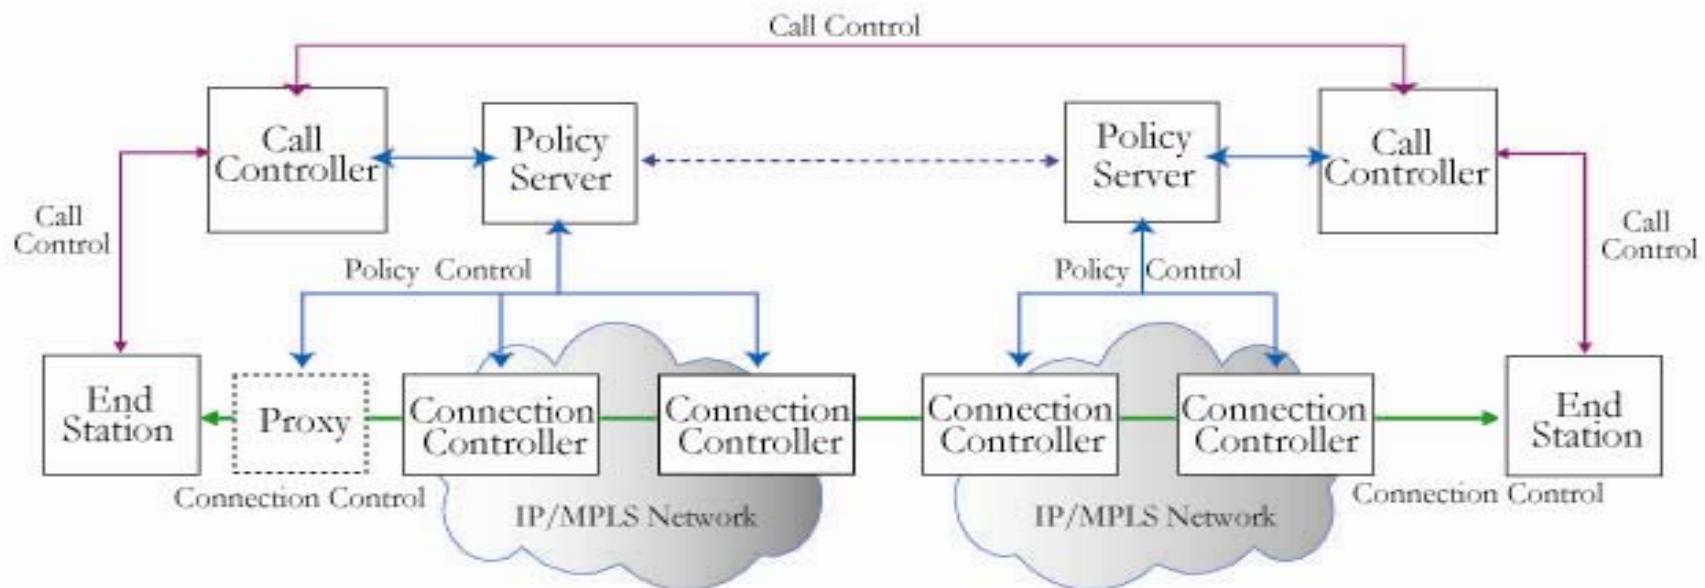 Call Control
Call
Controller
Policy
Server
Policy
Server
Call
Controller
Call
Control
Policy Control
Policy Control
Call
Control
End
Station
Proxy
Connection
Controller
Connection
Controller
Connection
Controller
Connection
Controller
End
Station
Connection Control
IP/MPLS Network
IP/MPLS Network
Connection Control